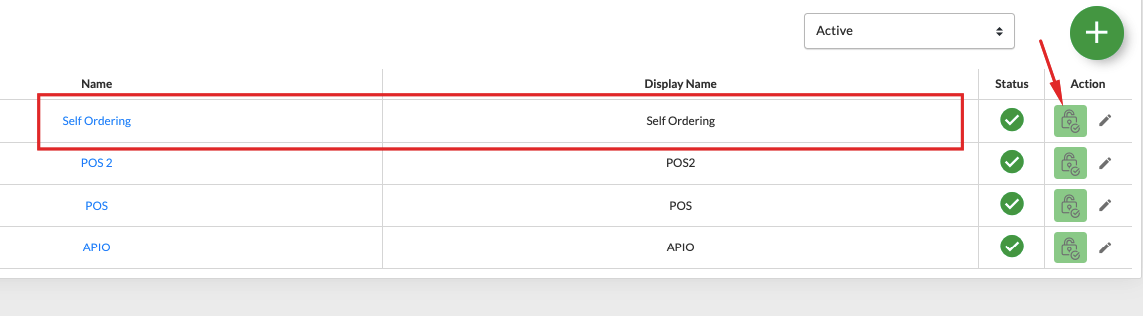 Active
Name Display Name Status Action
Self Ordering Self Ordering
POS 2 POS2
POS POS
APIO APIO